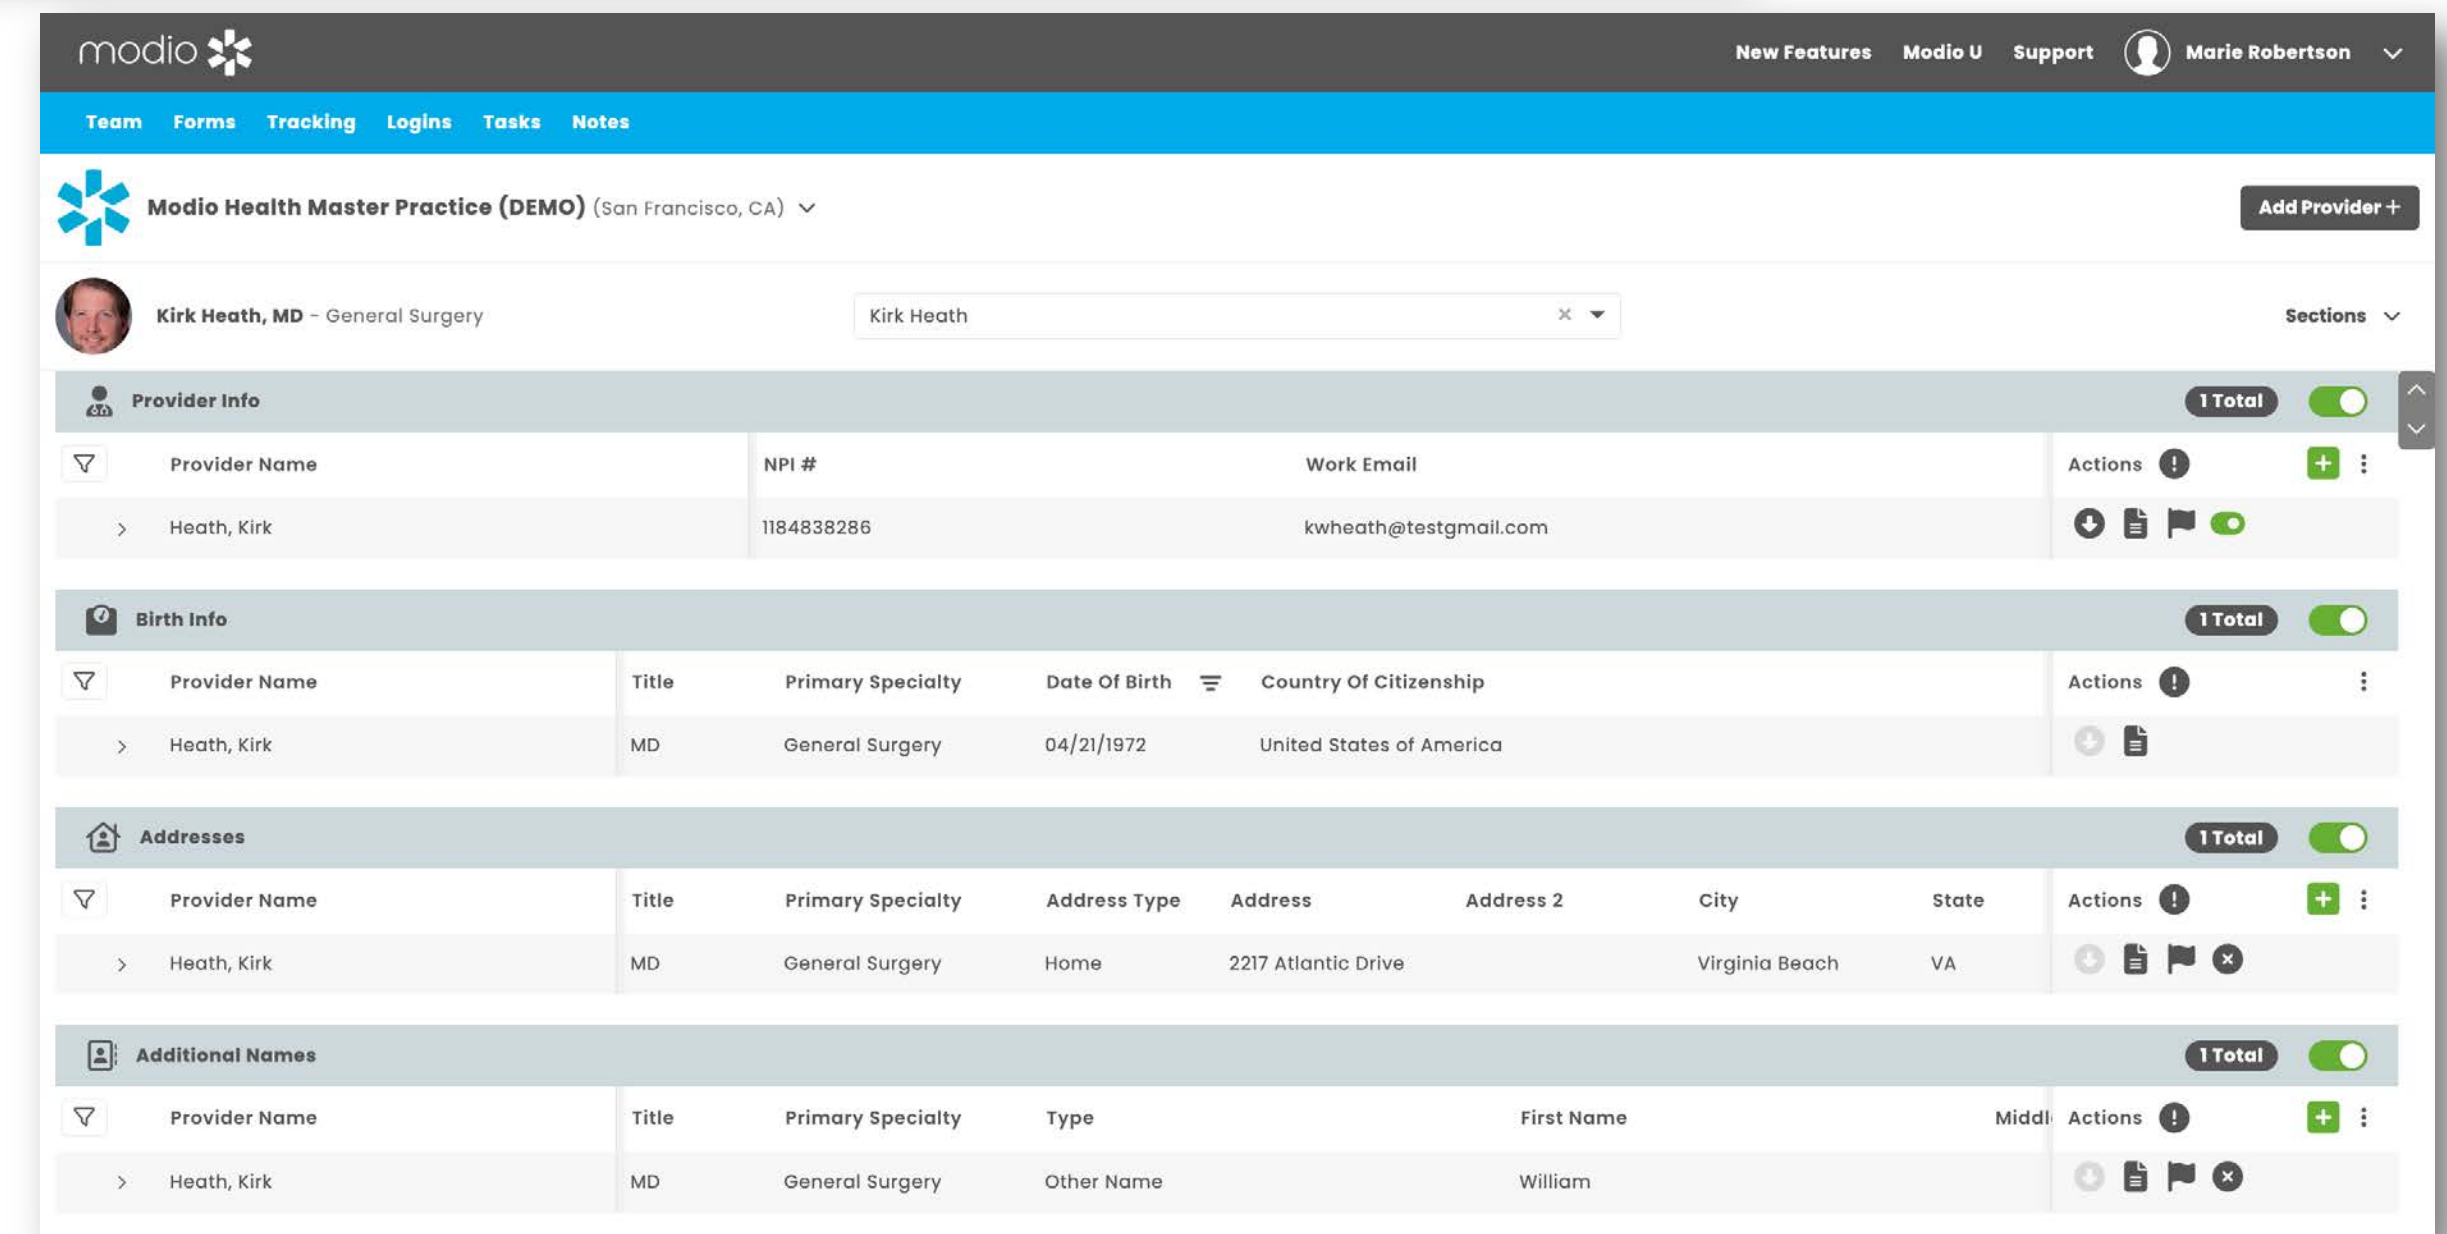 modio
New Features Modio U Support Marie Robertson
Team Forms Tracking Logins Tasks Notes
Modio Health Master Practice (DEMO) (San Francisco, CA)
Add Provider +
Kirk Heath, MD - General Surgery
Kirk Heath
Sections
Provider Info 1 Total
Provider Name NPI # Work Email Actions
Heath, Kirk 1184838286 kwheath@testgmail.com
Birth Info 1 Total
Provider Name Title Primary Specialty Date Of Birth Country Of Citizenship Actions
Heath, Kirk MD General Surgery 04/21/1972 United States of America
Addresses 1 Total
Provider Name Title Primary Specialty Address Type Address Address 2 City State Actions
Heath, Kirk MD General Surgery Home 2217 Atlantic Drive Virginia Beach VA
Additional Names 1 Total
Provider Name Title Primary Specialty Type First Name Middl Actions
Heath, Kirk MD General Surgery Other Name William